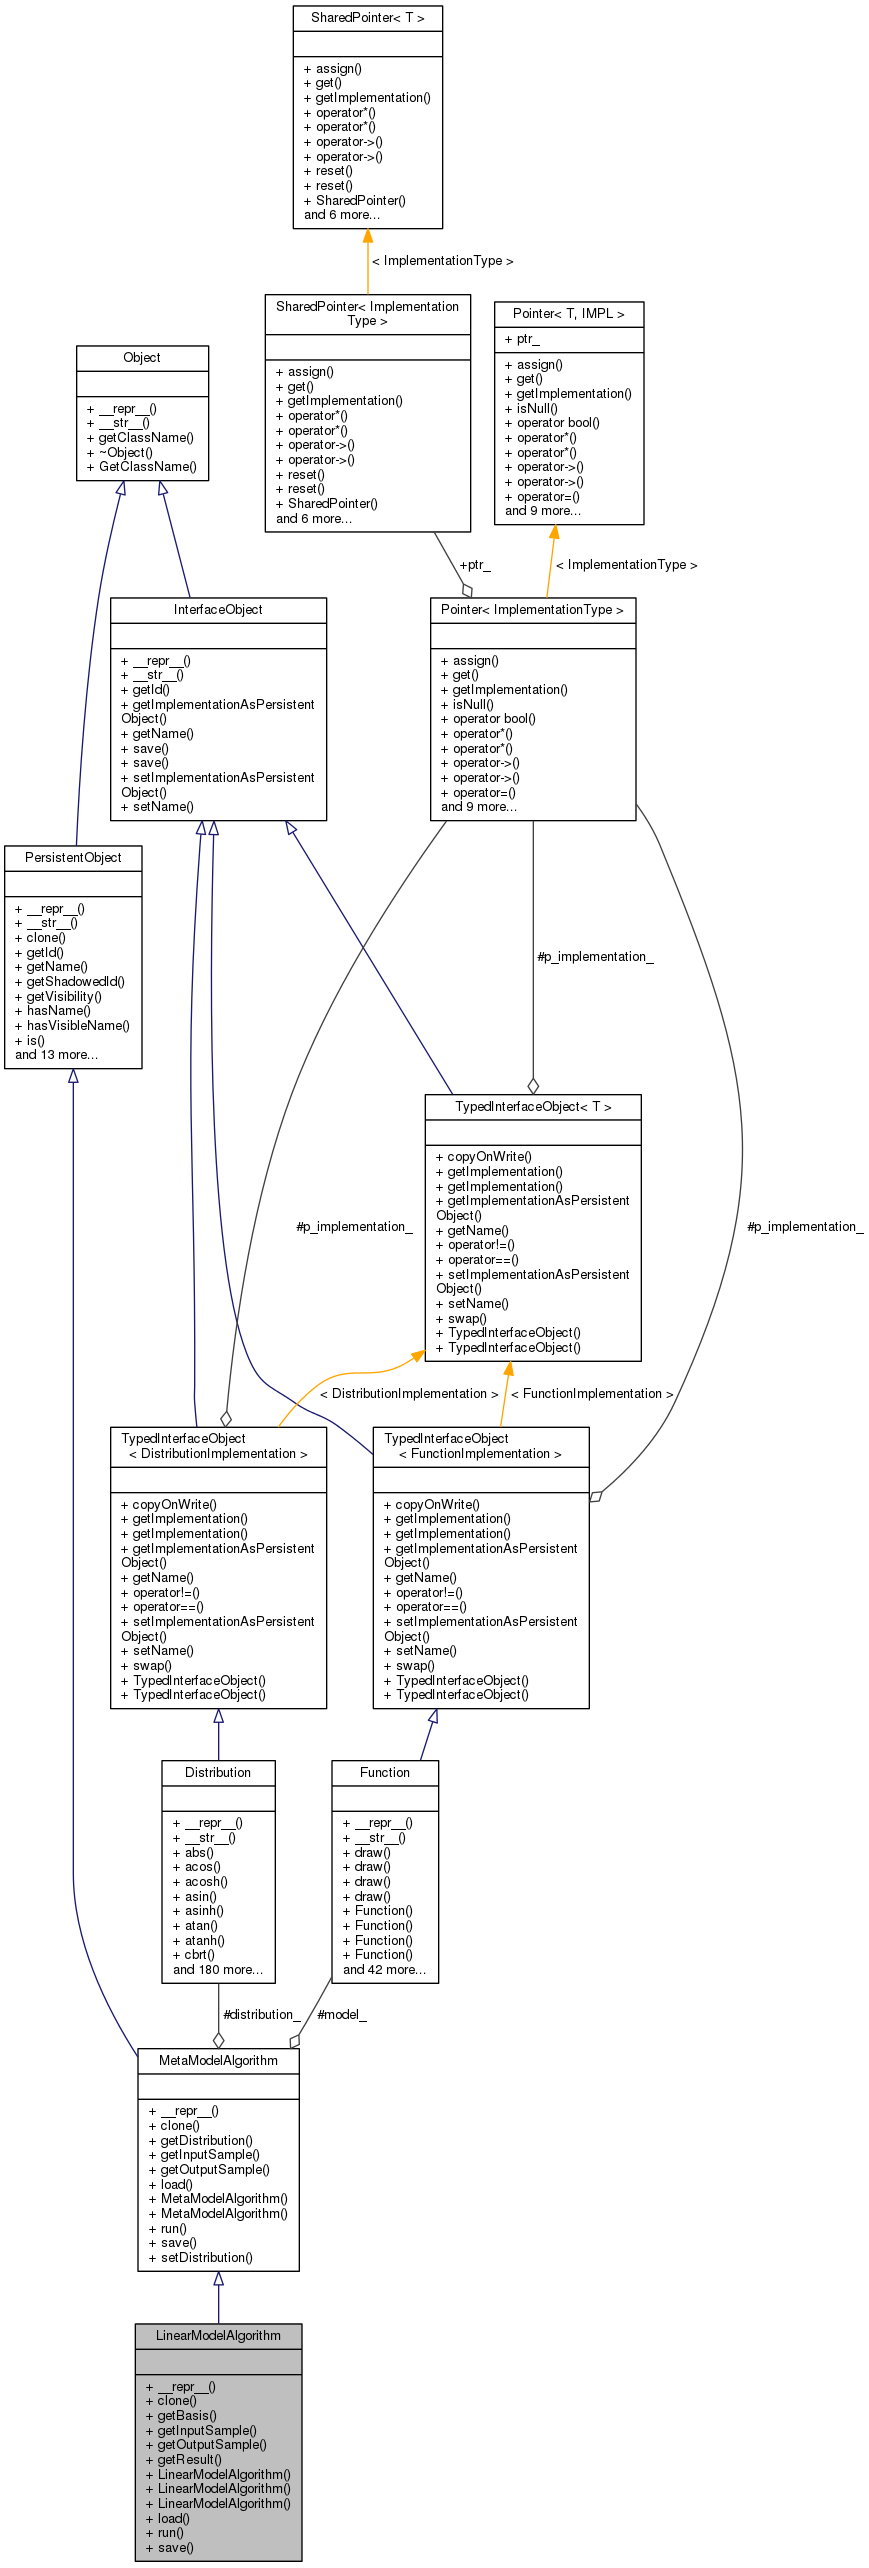 SharedPointer< T >
+ assign()
+ get()
+ getImplementation()
+ operator*()
+ operator*()
+ operator->()
+ operator->()
+ reset()
+ reset()
+ SharedPointer()
and 6 more...
< ImplementationType >
SharedPointer< Implementation
Type >
+ assign()
+ get()
+ getImplementation()
+ operator*()
+ operator*()
+ operator->()
+ operator->()
+ reset()
+ reset()
+ SharedPointer()
and 6 more...
Pointer< T, IMPL >
+ ptr_
+ assign()
+ get()
+ getImplementation()
+ isNull()
+ operator bool()
+ operator*()
+ operator*()
+ operator->()
+ operator->()
+ operator=()
and 9 more...
Object
+ __repr__()
+ __str__()
+ getClassName()
+ ~Object()
+ GetClassName()
+ptr_
< ImplementationType >
InterfaceObject
+ __repr__()
+ __str__()
+ getId()
+ getImplementationAsPersistent
Object()
+ getName()
+ save()
+ save()
+ setImplementationAsPersistent
Object()
+ setName()
Pointer< ImplementationType >
+ assign()
+ get()
+ getImplementation()
+ isNull()
+ operator bool()
+ operator*()
+ operator*()
+ operator->()
+ operator->()
+ operator=()
and 9 more...
PersistentObject
+ __repr__()
+ __str__()
+ clone()
+ getId()
+ getName()
+ getShadowedId()
+ getVisibility()
+ hasName()
+ hasVisibleName()
+ is()
and 13 more...
#p_implementation_
TypedInterfaceObject< T >
+ copyOnWrite()
+ getImplementation()
+ getImplementation()
+ getImplementationAsPersistent
Object()
+ getName()
+ operator!=()
+ operator==()
+ setImplementationAsPersistent
Object()
+ setName()
+ swap()
+ TypedInterfaceObject()
+ TypedInterfaceObject()
#p_implementation_
#p_implementation_
< DistributionImplementation >
< FunctionImplementation >
TypedInterfaceObject
< DistributionImplementation >
+ copyOnWrite()
+ getImplementation()
+ getImplementation()
+ getImplementationAsPersistent
Object()
+ getName()
+ operator!=()
+ operator==()
+ setImplementationAsPersistent
Object()
+ setName()
+ swap()
+ TypedInterfaceObject()
+ TypedInterfaceObject()
TypedInterfaceObject
< FunctionImplementation >
+ copyOnWrite()
+ getImplementation()
+ getImplementation()
+ getImplementationAsPersistent
Object()
+ getName()
+ operator!=()
+ operator==()
+ setImplementationAsPersistent
Object()
+ setName()
+ swap()
+ TypedInterfaceObject()
+ TypedInterfaceObject()
Distribution
+ __repr__()
+ __str__()
+ abs()
+ acos()
+ acosh()
+ asin()
+ asinh()
+ atan()
+ atanh()
+ cbrt()
and 180 more...
Function
+ __repr__()
+ __str__()
+ draw()
+ draw()
+ draw()
+ draw()
+ Function()
+ Function()
+ Function()
+ Function()
and 42 more...
#distribution_
#model_
MetaModelAlgorithm
+ __repr__()
+ clone()
+ getDistribution()
+ getInputSample()
+ getOutputSample()
+ load()
+ MetaModelAlgorithm()
+ MetaModelAlgorithm()
+ run()
+ save()
+ setDistribution()
LinearModelAlgorithm
+ __repr__()
+ clone()
+ getBasis()
+ getInputSample()
+ getOutputSample()
+ getResult()
+ LinearModelAlgorithm()
+ LinearModelAlgorithm()
+ LinearModelAlgorithm()
+ load()
+ run()
+ save()